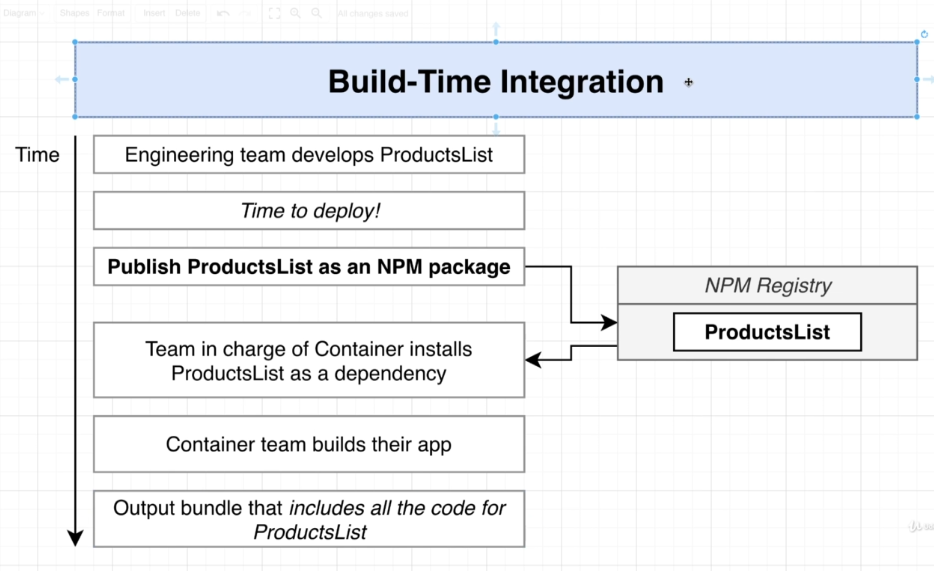 Diagram
Shapes Format Insert Delete All changes saved
Build-Time Integration
Time
Engineering team develops ProductsList
Time to deploy!
Publish ProductsList as an NPM package
NPM Registry
ProductsList
Team in charge of Container installs
ProductsList as a dependency
Container team builds their app
Output bundle that includes all the code for
ProductsList